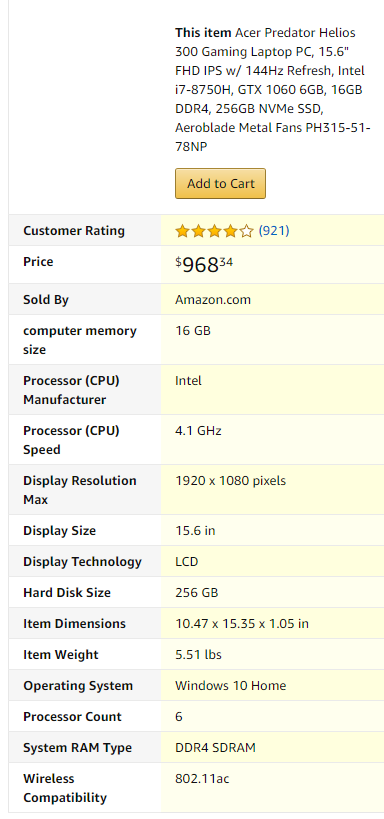 This item Acer Predator Helios
300 Gaming Laptop PC, 15.6"
FHD IPS w/ 144Hz Refresh, Intel
i7-8750H, GTX 1060 6GB, 16GB
DDR4, 256GB NVMe SSD,
Aeroblade Metal Fans PH315-51-
78NP
Add to Cart
Customer Rating (921)
Price $96834
Sold By Amazon.com
computer memory
size 16 GB
Processor (CPU)
Manufacturer Intel
Processor (CPU)
Speed 4.1 GHz
Display Resolution
Max 1920 x 1080 pixels
Display Size 15.6 in
Display Technology LCD
Hard Disk Size 256 GB
Item Dimensions 10.47 x 15.35 x 1.05 in
Item Weight 5.51 lbs
Operating System Windows 10 Home
Processor Count 6
System RAM Type DDR4 SDRAM
Wireless
Compatibility 802.11ac